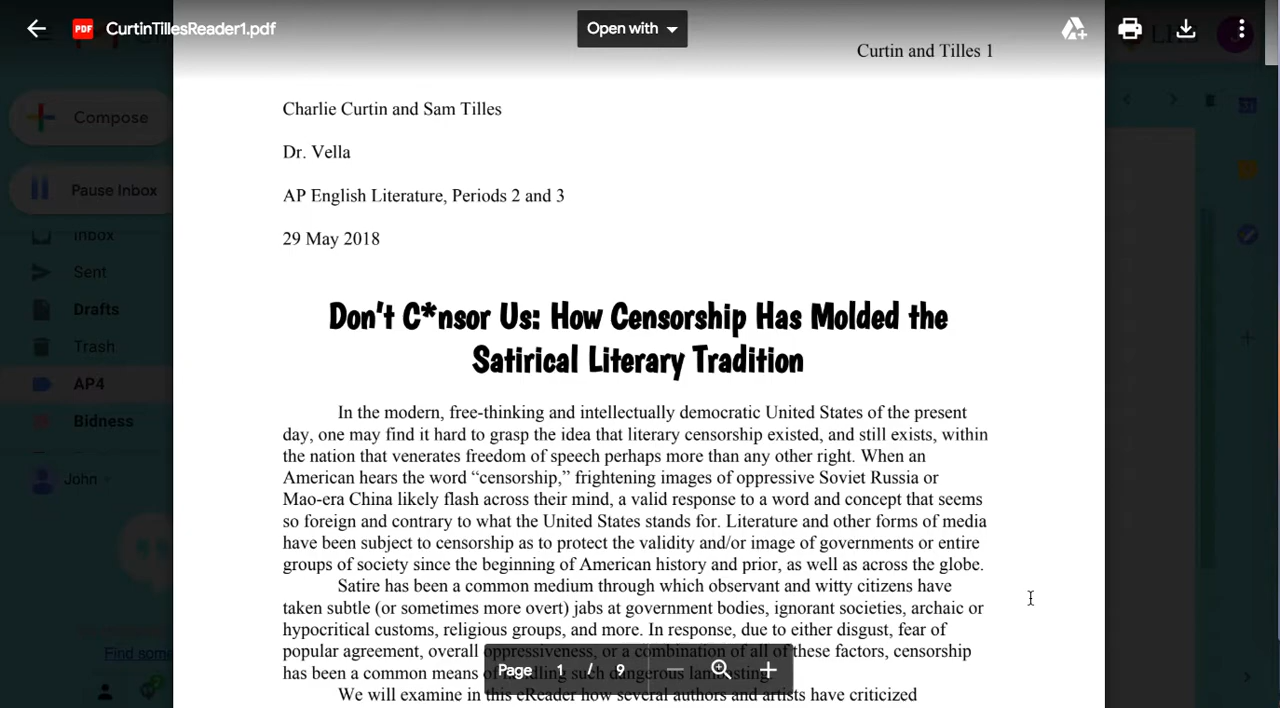 CurtinTillesReader1.pdf
Open with
Curtin and Tilles 1
Compose
Pause Inbox
Inbox
Sent
Drafts
Trash
AP4
Bidness
John
Find some
Charlie Curtin and Sam Tilles
Dr. Vella
AP English Literature, Periods 2 and 3
29 May 2018
Don't C*nsor Us: How Censorship Has Molded the
Satirical Literary Tradition
In the modern, free-thinking and intellectually democratic United States of the present
day, one may find it hard to grasp the idea that literary censorship existed, and still exists, within
the nation that venerates freedom of speech perhaps more than any other right. When an
American hears the word “censorship,” frightening images of oppressive Soviet Russia or
Mao-era China likely flash across their mind, a valid response to a word and concept that seems
so foreign and contrary to what the United States stands for. Literature and other forms of media
have been subject to censorship as to protect the validity and/or image of governments or entire
groups of society since the beginning of American history and prior, as well as across the globe.
Satire has been a common medium through which observant and witty citizens have
taken subtle (or sometimes more overt) jabs at government bodies, ignorant societies, archaic or
hypocritical customs, religious groups, and more. In response, due to either disgust, fear of
popular agreement, overall oppressiveness, or a combination of all of these factors, censorship
has been a common means of handling such dangerous lambasting.
We will examine in this eReader how several authors and artists have criticized
Page 1 / 9